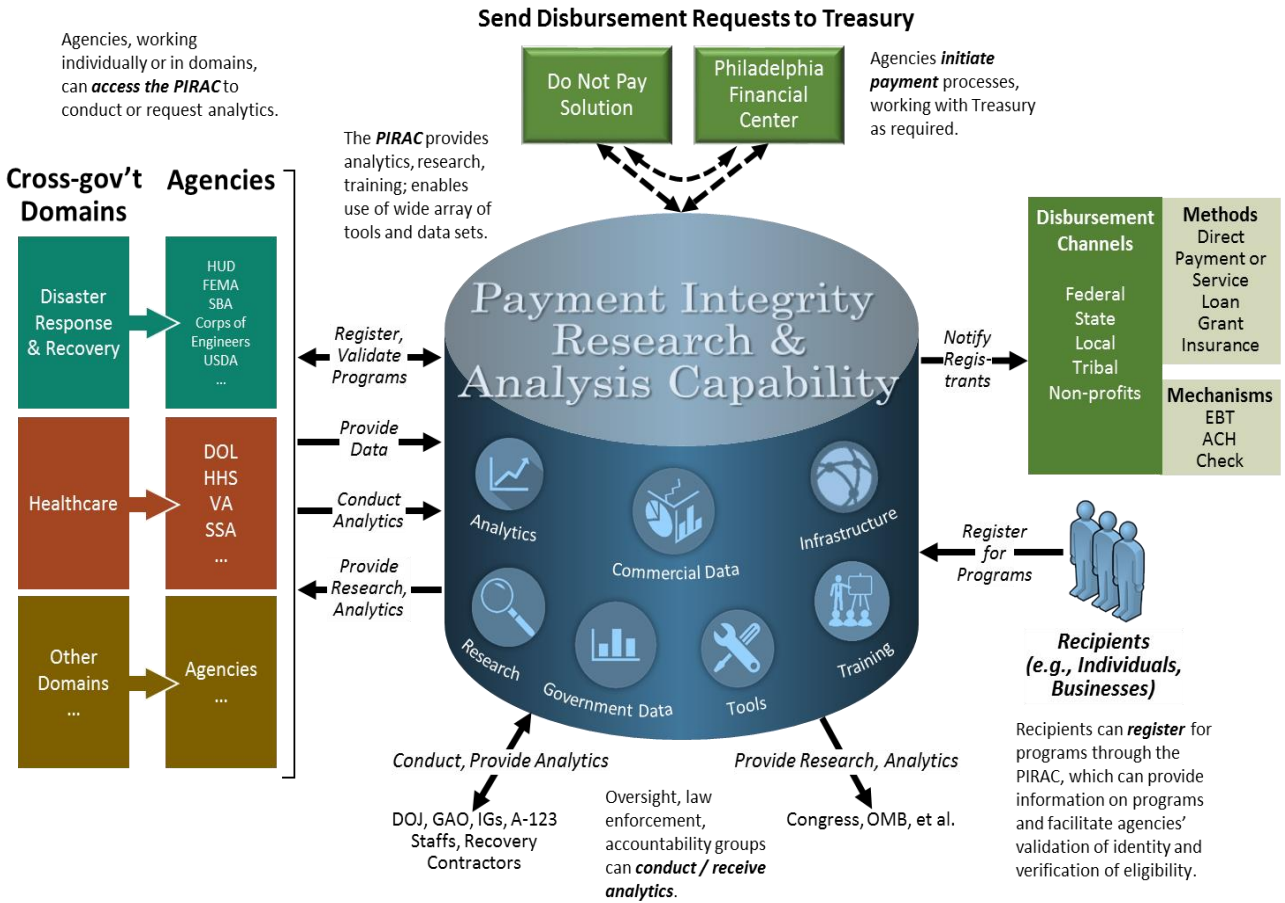 Send Disbursement Requests to Treasury
Agencies, working
individually or in domains,
can access the PIRAC to
conduct or request analytics.
Do Not Pay
Solution
Philadelphia
Financial
Center
Agencies initiate
payment processes,
working with Treasury
as required.
The PIRAC provides
analytics, research,
training; enables
use of wide array of
tools and data sets.
Cross-gov’t
Domains
Agencies
Disaster
Response
& Recovery
HUD
FEMA
SBA
Corps of
Engineers
USDA
...
Healthcare
DOL
HHS
VA
SSA
...
Other
Domains
...
Agencies
...
Register,
Validate
Programs
Provide
Data
Conduct
Analytics
Provide
Research,
Analytics
Payment Integrity
Research &
Analysis Capability
Analytics
Commercial Data
Infrastructure
Research
Government Data
Tools
Training
Notify
Regis-
trants
Disbursement
Channels
Federal
State
Local
Tribal
Non-profits
Methods
Direct
Payment or
Service
Loan
Grant
Insurance
Mechanisms
EBT
ACH
Check
Register
for
Programs
Recipients
(e.g., Individuals,
Businesses)
Recipients can register for
programs through the
PIRAC, which can provide
information on programs
and facilitate agencies’
validation of identity and
verification of eligibility.
Conduct, Provide Analytics
DOJ, GAO, IGs, A-123
Staffs, Recovery
Contractors
Oversight, law
enforcement,
accountability groups
can conduct / receive
analytics.
Provide Research, Analytics
Congress, OMB, et al.